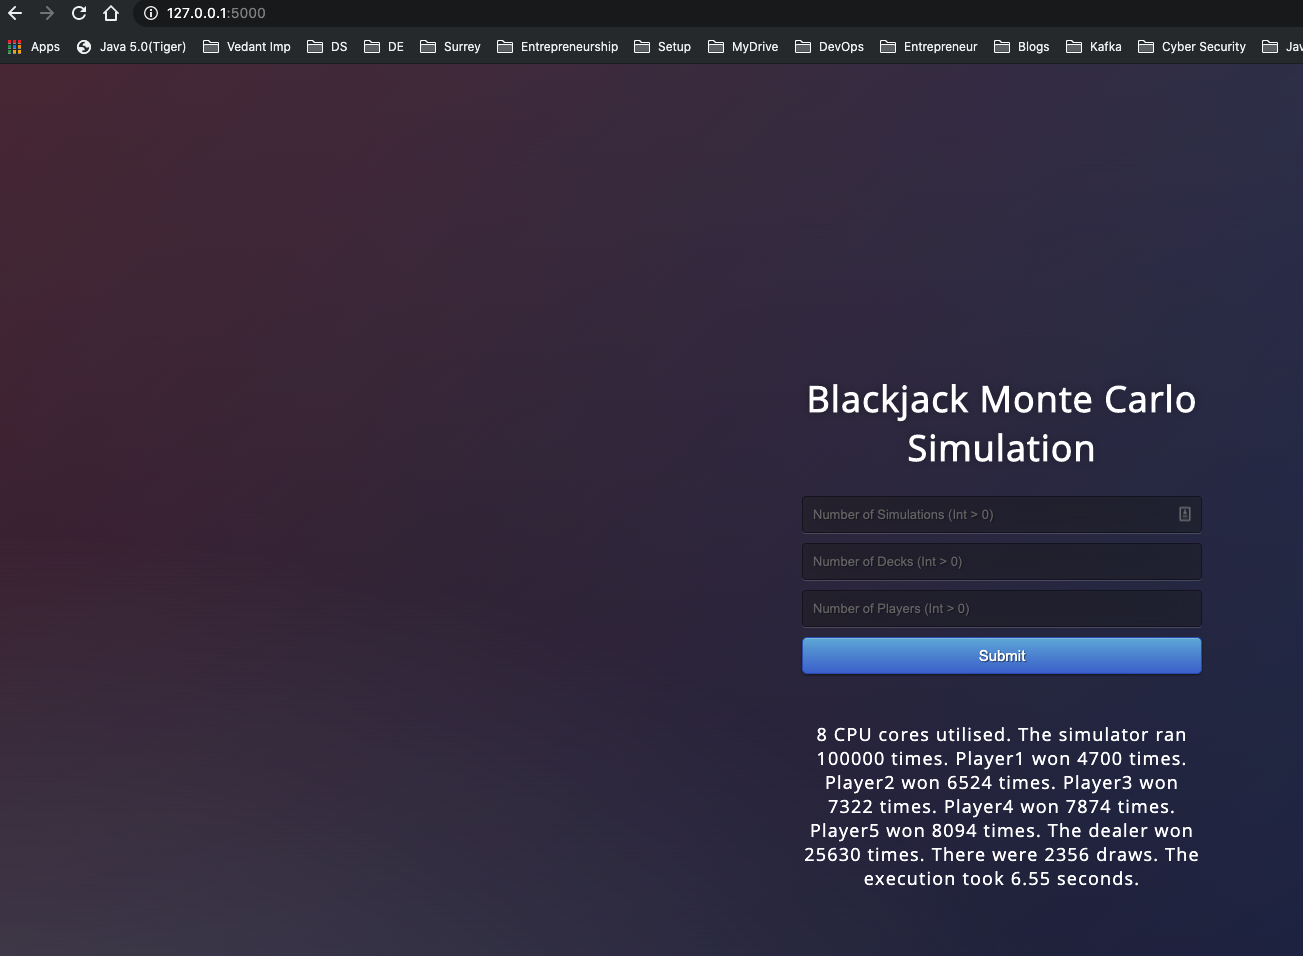 127.0.0.1:5000
Apps Java 5.0(Tiger) Vedant Imp DS DE Surrey Entrepreneurship Setup MyDrive DevOps Entrepreneur Blogs Kafka Cyber Security Jav
Blackjack Monte Carlo
Simulation
Number of Simulations (Int > 0)
Number of Decks (Int > 0)
Number of Players (Int > 0)
Submit
8 CPU cores utilised. The simulator ran
100000 times. Player1 won 4700 times.
Player2 won 6524 times. Player3 won
7322 times. Player4 won 7874 times.
Player5 won 8094 times. The dealer won
25630 times. There were 2356 draws. The
execution took 6.55 seconds.